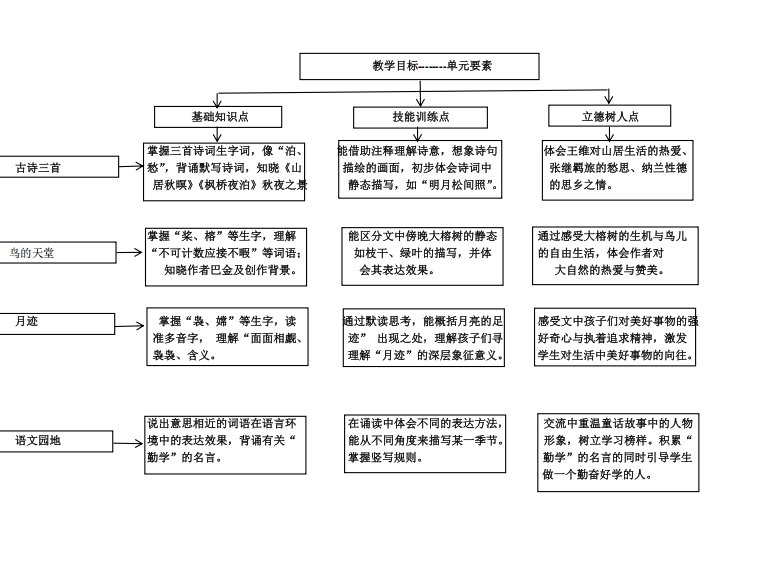 教学目标-------单元要素
基础知识点
技能训练点
立德树人点
古诗三首
掌握三首诗词生字词，像“泊、
愁”，背诵默写诗词，知晓《山
居秋暝》《枫桥夜泊》秋夜之景
能借助注释理解诗意，想象诗句
描绘的画面，初步体会诗词中
静态描写，如“明月松间照”。
体会王维对山居生活的热爱、
张继羁旅的愁思、纳兰性德
的思乡之情。
鸟的天堂
掌握“桨、榕”等生字，理解
“不可计数应接不暇”等词语；
知晓作者巴金及创作背景。
能区分文中傍晚大榕树的静态
如枝干、绿叶的描写，并体
会其表达效果。
通过感受大榕树的生机与鸟儿
的自由生活，体会作者对
大自然的热爱与赞美。
月迹
掌握“袅、嫦”等生字，读
准多音字， 理解“面面相觑、
袅袅、含义。
通过默读思考，能概括月亮的足
迹” 出现之处，理解孩子们寻
理解“月迹”的深层象征意义。
感受文中孩子们对美好事物的强
好奇心与执着追求精神，激发
学生对生活中美好事物的向往。
语文园地
说出意思相近的词语在语言环
境中的表达效果，背诵有关“
勤学”的名言。
在诵读中体会不同的表达方法，
能从不同角度来描写某一季节。
掌握竖写规则。
交流中重温童话故事中的人物
形象，树立学习榜样。积累“
勤学”的名言的同时引导学生
做一个勤奋好学的人。